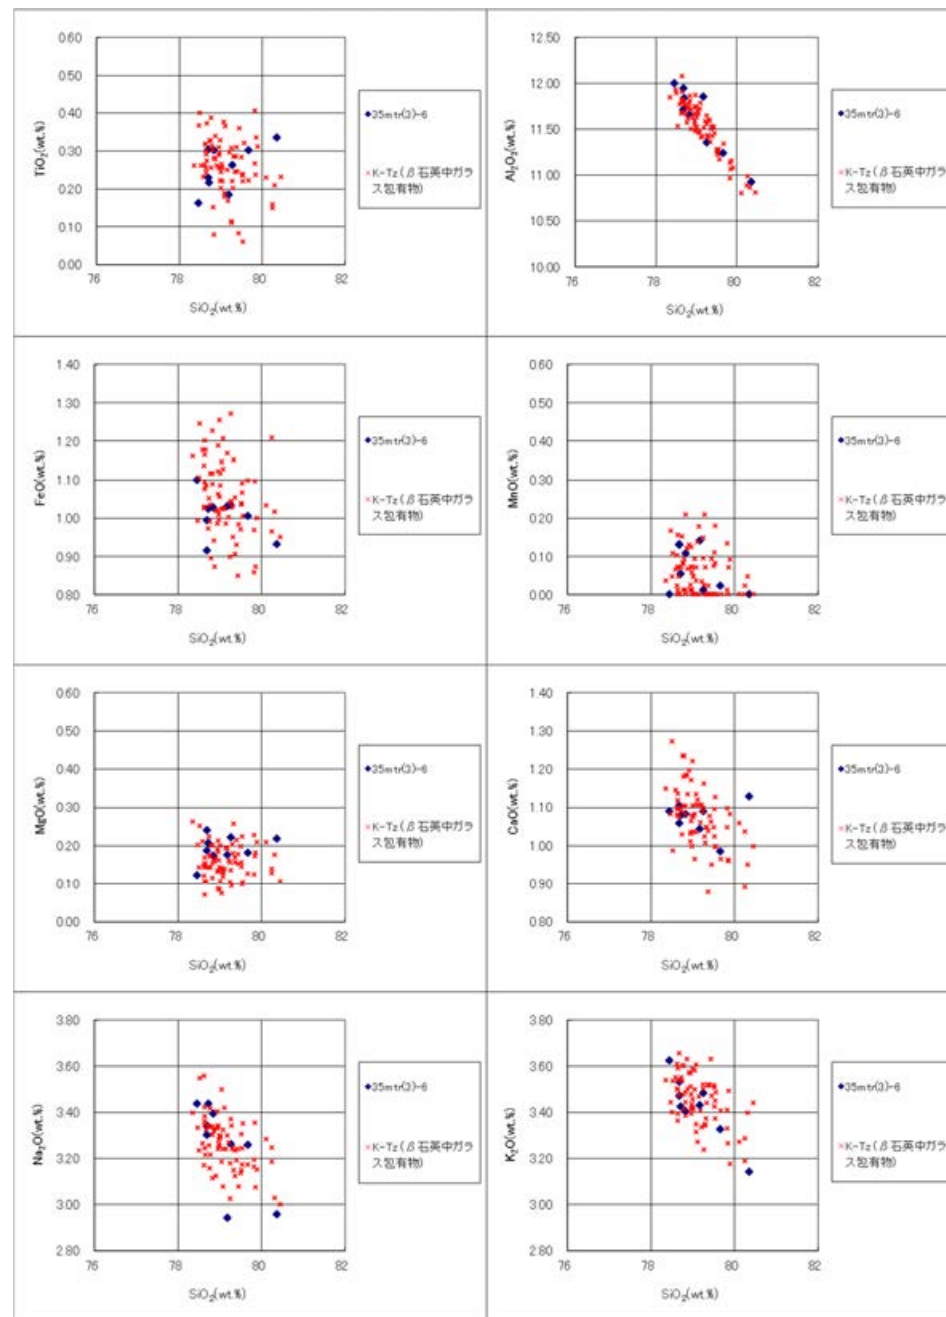 0.60
0.50
0.40
0.30
0.20
0.10
0.00
TiO2(wt.%)
76
78
80
82
SiO2(wt.%)
35mtr(3)-6
K-Tz(β石英中ガラ
ス包有物)
12.50
12.00
11.50
11.00
10.50
10.00
Al2O3(wt.%)
76
78
80
82
SiO2(wt.%)
35mtr(3)-6
K-Tz(β石英中ガラ
ス包有物)
1.40
1.30
1.20
1.10
1.00
0.90
0.80
FeO(wt.%)
76
78
80
82
SiO2(wt.%)
35mtr(3)-6
K-Tz(β石英中ガラ
ス包有物)
0.60
0.50
0.40
0.30
0.20
0.10
0.00
MnO(wt.%)
76
78
80
82
SiO2(wt.%)
35mtr(3)-6
K-Tz(β石英中ガラ
ス包有物)
0.60
0.50
0.40
0.30
0.20
0.10
0.00
MgO(wt.%)
76
78
80
82
SiO2(wt.%)
35mtr(3)-6
K-Tz(β石英中ガラ
ス包有物)
1.40
1.30
1.20
1.10
1.00
0.90
0.80
CaO(wt.%)
76
78
80
82
SiO2(wt.%)
35mtr(3)-6
K-Tz(β石英中ガラ
ス包有物)
3.80
3.60
3.40
3.20
3.00
2.80
Na2O(wt.%)
76
78
80
82
SiO2(wt.%)
35mtr(3)-6
K-Tz(β石英中ガラ
ス包有物)
3.80
3.60
3.40
3.20
3.00
2.80
K2O(wt.%)
76
78
80
82
SiO2(wt.%)
35mtr(3)-6
K-Tz(β石英中ガラ
ス包有物)